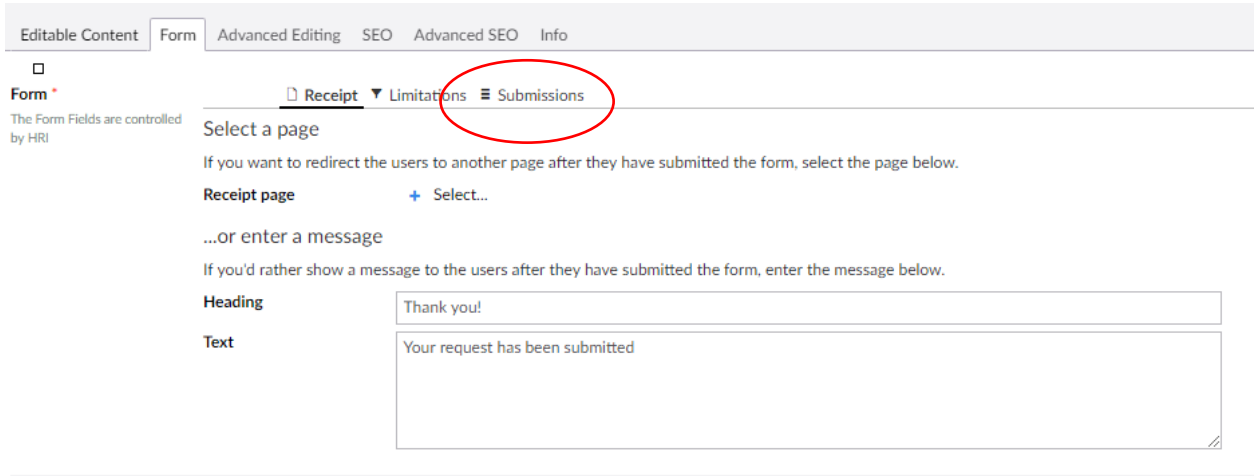 Editable Content Form Advanced Editing SEO Advanced SEO Info
Form *
The Form Fields are controlled
by HRI
Receipt Limitations Submissions
Select a page
If you want to redirect the users to another page after they have submitted the form, select the page below.
Receipt page + Select...
...or enter a message
If you'd rather show a message to the users after they have submitted the form, enter the message below.
Heading Thank you!
Text Your request has been submitted